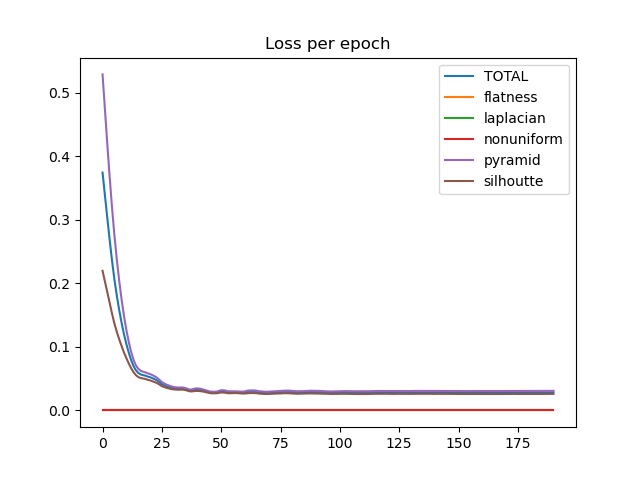 Loss per epoch
TOTAL
flatness
laplacian
nonuniform
pyramid
silhoutte
0.5
0.4
0.3
0.2
0.1
0.0
0 25 50 75 100 125 150 175